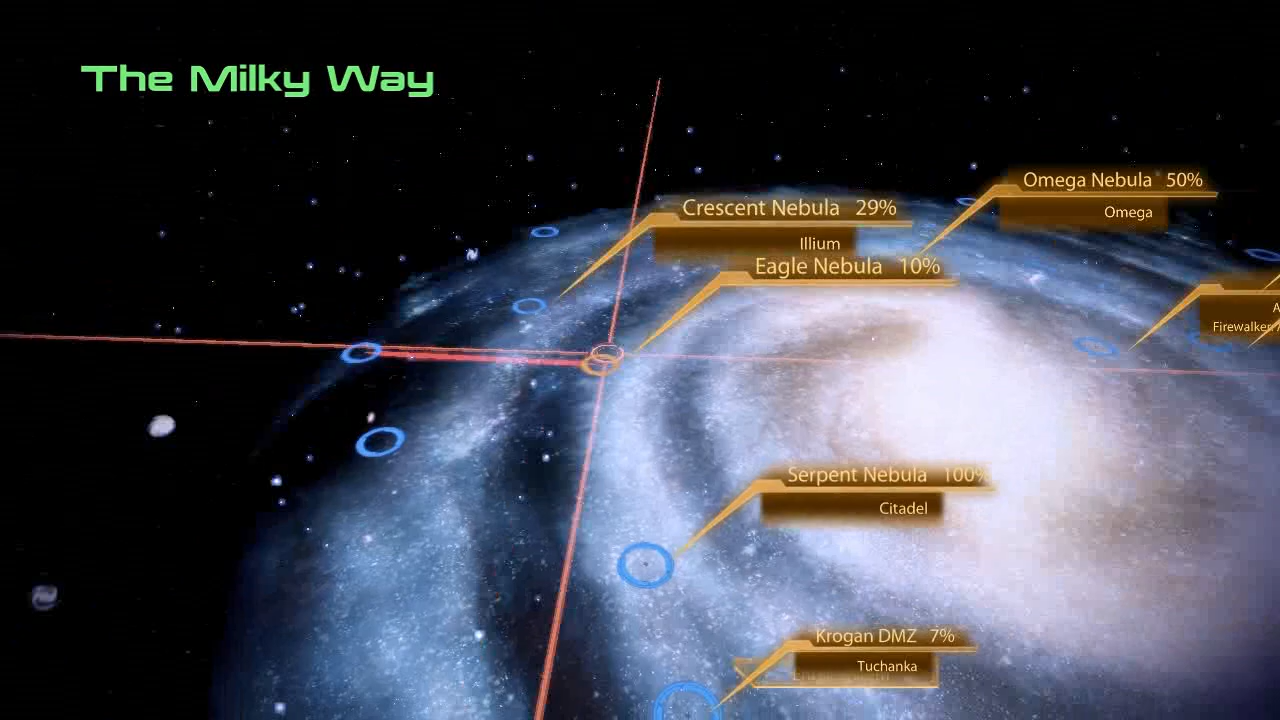 The Milky Way
Omega Nebula 50%
Omega
Crescent Nebula 29%
Illium
Eagle Nebula 10%
Firewalker
Serpent Nebula 100%
Citadel
Krogan DMZ 7%
Tuchanka